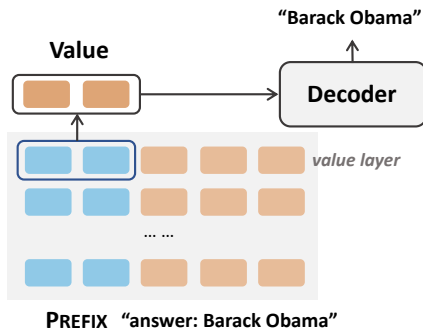 “Barack Obama”
Value
Decoder
value layer
... ...
PREFIX “answer: Barack Obama”